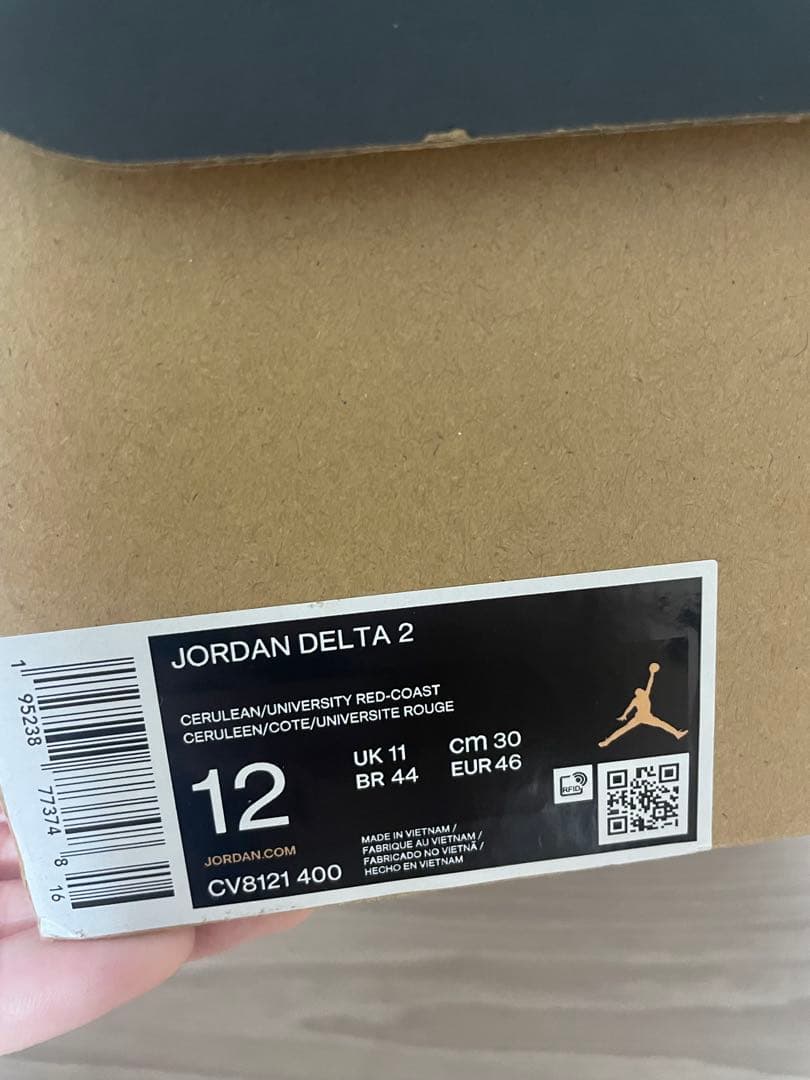 JORDAN DELTA 2
CERULEAN/UNIVERSITY RED-COAST
CERULEEN/COTE/UNIVERSITE ROUGE
12
UK 11 cm 30
BR 44 EUR 46
RFID
JORDAN.COM
CV8121 400
MADE IN VIETNAM /
FABRIQUE AU VIETNAM /
FABRICADO NO VIETNÃ /
HECHO EN VIETNAM
1 95238 77374 8 16